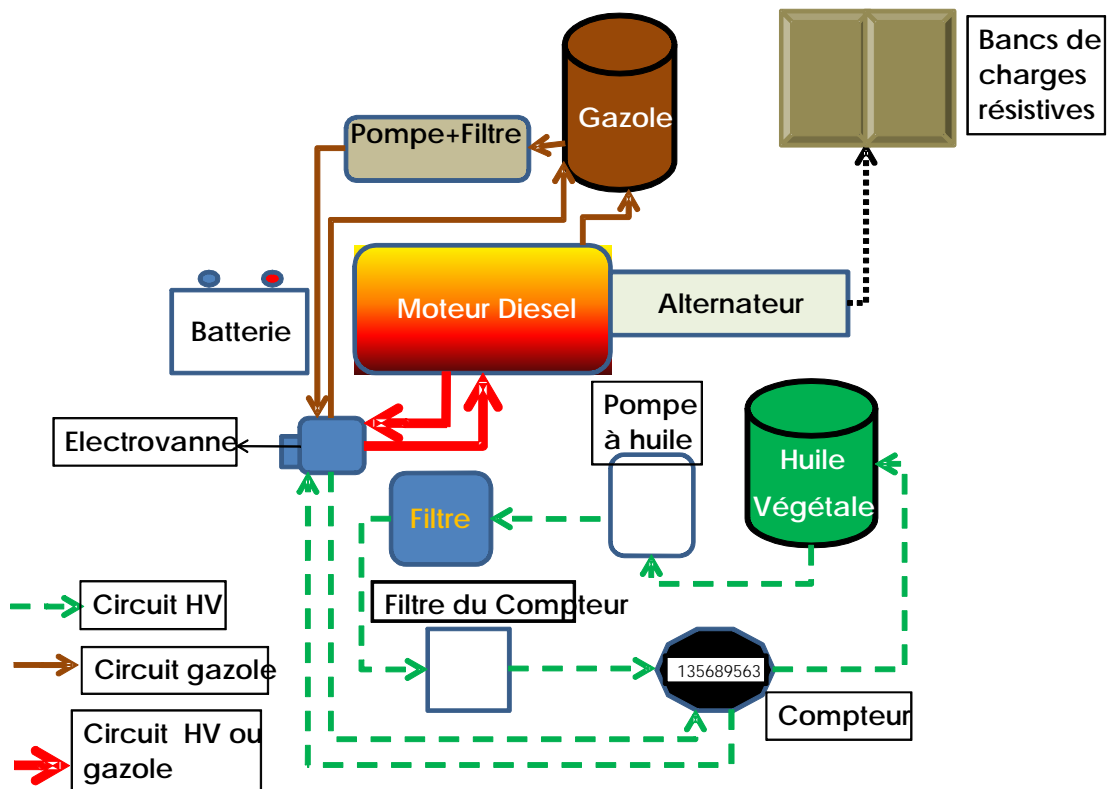 Bancs de
charges
résistives
Gazole
Pompe+Filtre
Moteur Diesel
Alternateur
Batterie
Pompe
à huile
Electrovanne
Huile
Végétale
Filtre
Circuit HV
Filtre du Compteur
Circuit gazole
135689563
Compteur
Circuit HV ou
gazole